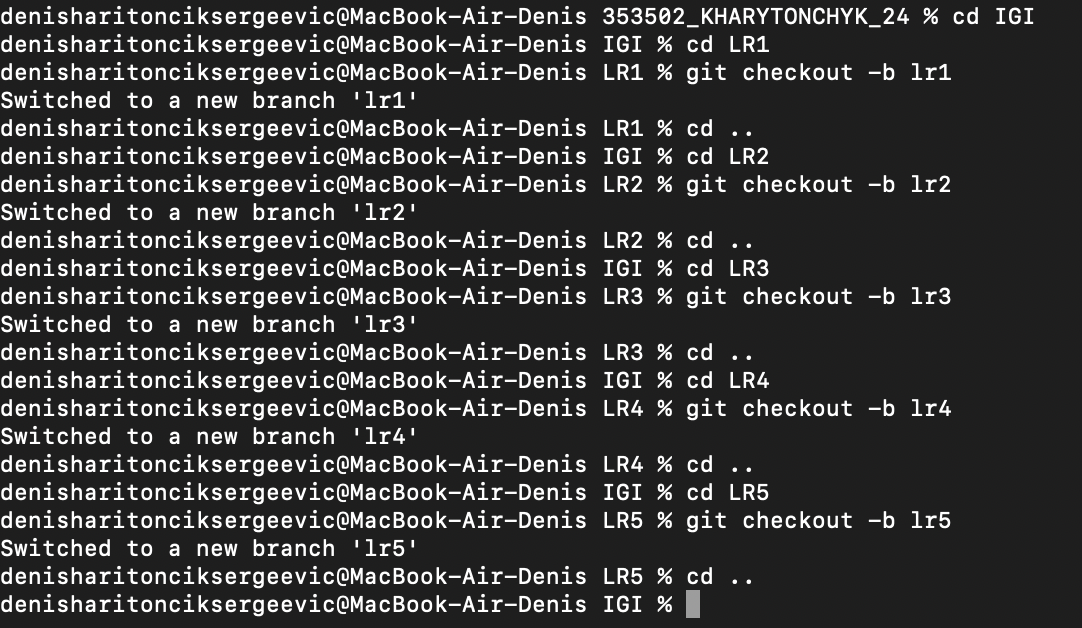 denisharitonciksergeevic@MacBook-Air-Denis 353502_KHARYTONCHYK_24 % cd IGI
denisharitonciksergeevic@MacBook-Air-Denis IGI % cd LR1
denisharitonciksergeevic@MacBook-Air-Denis LR1 % git checkout -b lr1
Switched to a new branch 'lr1'
denisharitonciksergeevic@MacBook-Air-Denis LR1 % cd ..
denisharitonciksergeevic@MacBook-Air-Denis IGI % cd LR2
denisharitonciksergeevic@MacBook-Air-Denis LR2 % git checkout -b lr2
Switched to a new branch 'lr2'
denisharitonciksergeevic@MacBook-Air-Denis LR2 % cd ..
denisharitonciksergeevic@MacBook-Air-Denis IGI % cd LR3
denisharitonciksergeevic@MacBook-Air-Denis LR3 % git checkout -b lr3
Switched to a new branch 'lr3'
denisharitonciksergeevic@MacBook-Air-Denis LR3 % cd ..
denisharitonciksergeevic@MacBook-Air-Denis IGI % cd LR4
denisharitonciksergeevic@MacBook-Air-Denis LR4 % git checkout -b lr4
Switched to a new branch 'lr4'
denisharitonciksergeevic@MacBook-Air-Denis LR4 % cd ..
denisharitonciksergeevic@MacBook-Air-Denis IGI % cd LR5
denisharitonciksergeevic@MacBook-Air-Denis LR5 % git checkout -b lr5
Switched to a new branch 'lr5'
denisharitonciksergeevic@MacBook-Air-Denis LR5 % cd ..
denisharitonciksergeevic@MacBook-Air-Denis IGI %